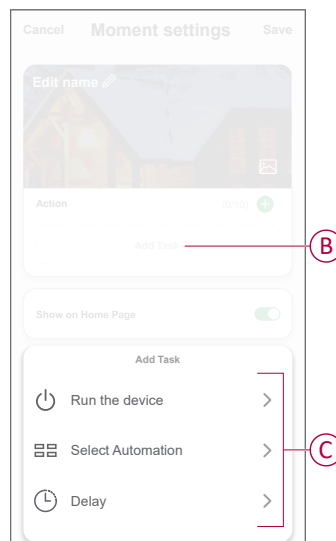 Cancel Moment settings Save
Edit name
Action (0/10)
Add Task
B
Show on Home Page
Add Task
Run the device
Select Automation
C
Delay